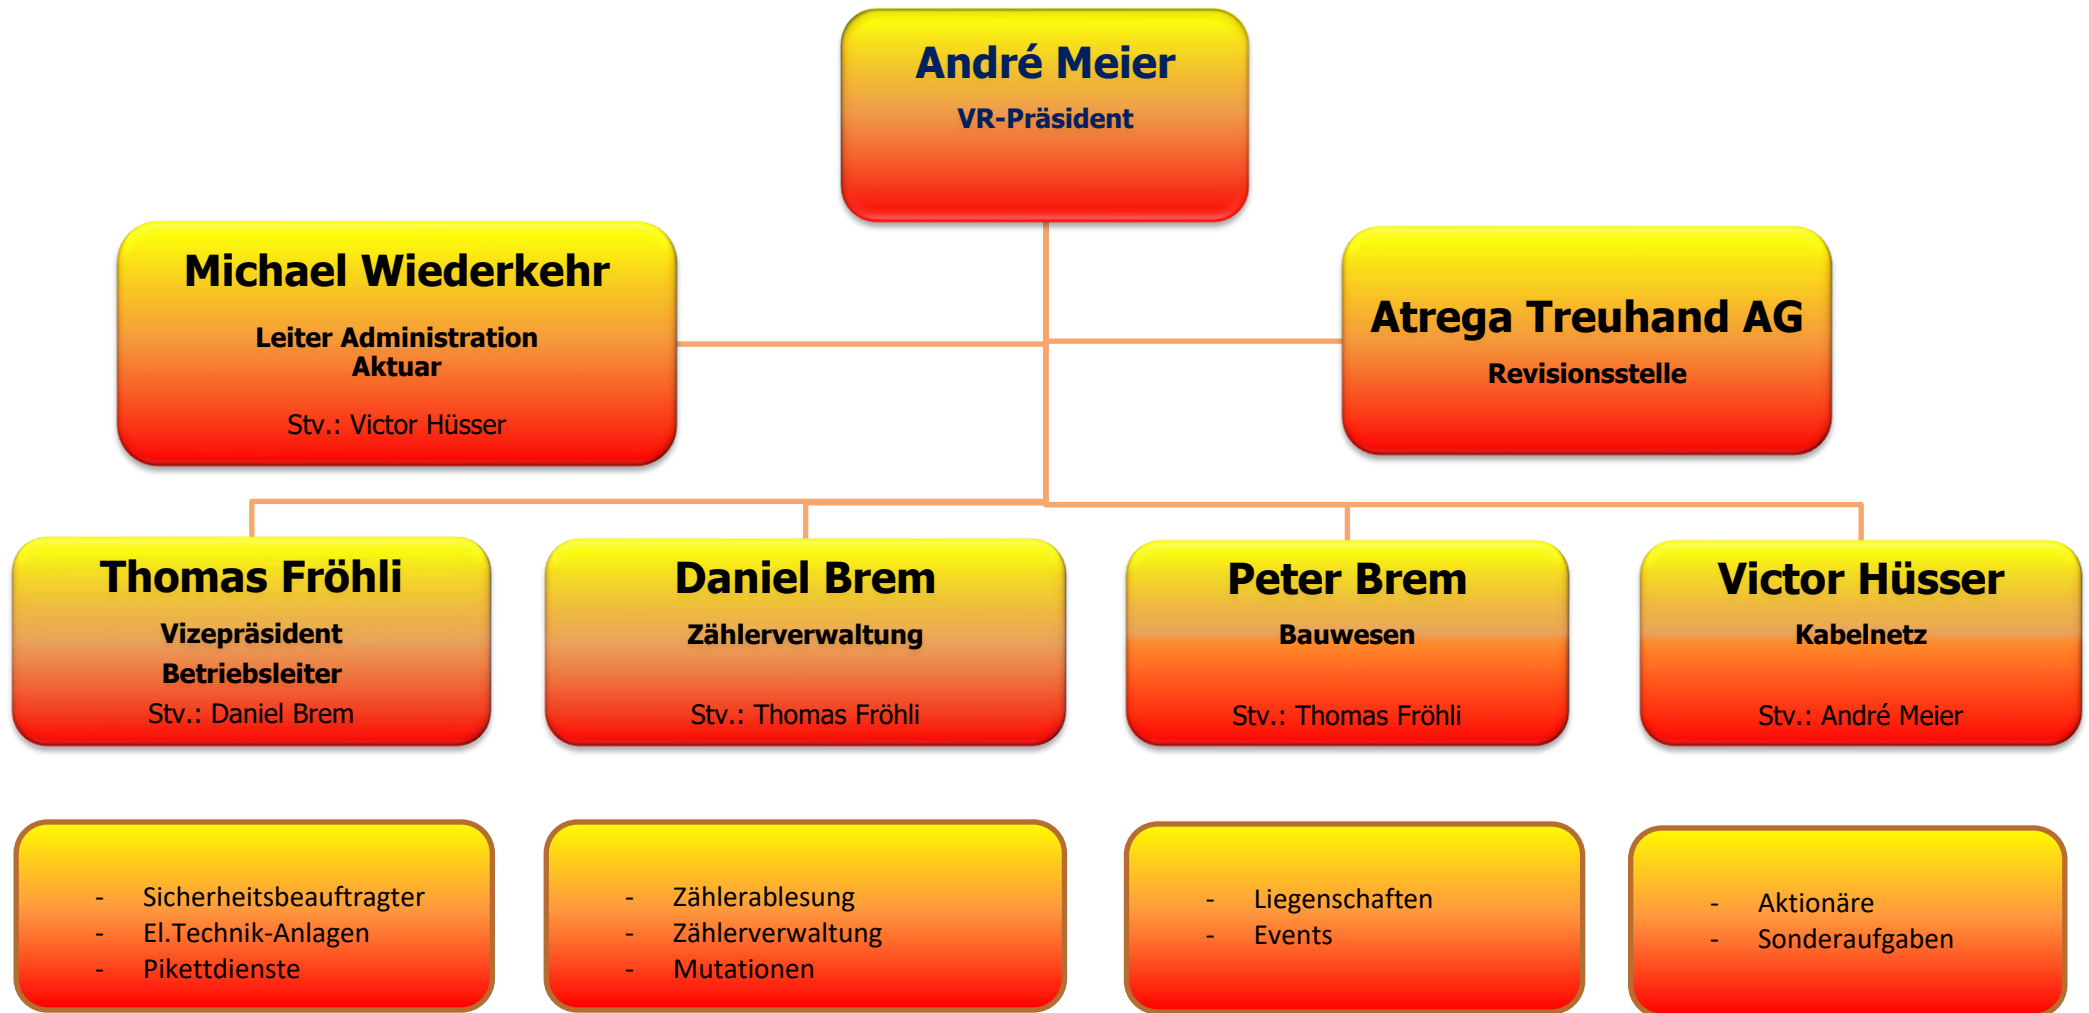 André Meier
VR-Präsident
Michael Wiederkehr
Leiter Administration
Aktuar
Stv.: Victor Hüsser
Atrega Treuhand AG
Revisionsstelle
Thomas Fröhli
Vizepräsident
Betriebsleiter
Stv.: Daniel Brem
Daniel Brem
Zählerverwaltung
Stv.: Thomas Fröhli
Peter Brem
Bauwesen
Stv.: Thomas Fröhli
Victor Hüsser
Kabelnetz
Stv.: André Meier
- Sicherheitsbeauftragter
- El.Technik-Anlagen
- Pikettdienste
- Zählerablesung
- Zählerverwaltung
- Mutationen
- Liegenschaften
- Events
- Aktionäre
- Sonderaufgaben